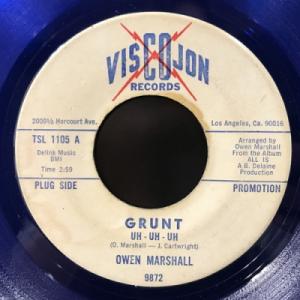 VISCOJON
RECORDS
2000½ Harcourt Ave.
Los Angeles, Ca. 90016
TSL 1105 A
Delink Music
BMI
Time: 2:59
Arranged by
Owen Marshall
From the Album
ALL IS
A B. Delaine
Production
PLUG SIDE
PROMOTION
GRUNT
UH - UH - UH
(O. Marshall — J. Cartwright)
OWEN MARSHALL
9872